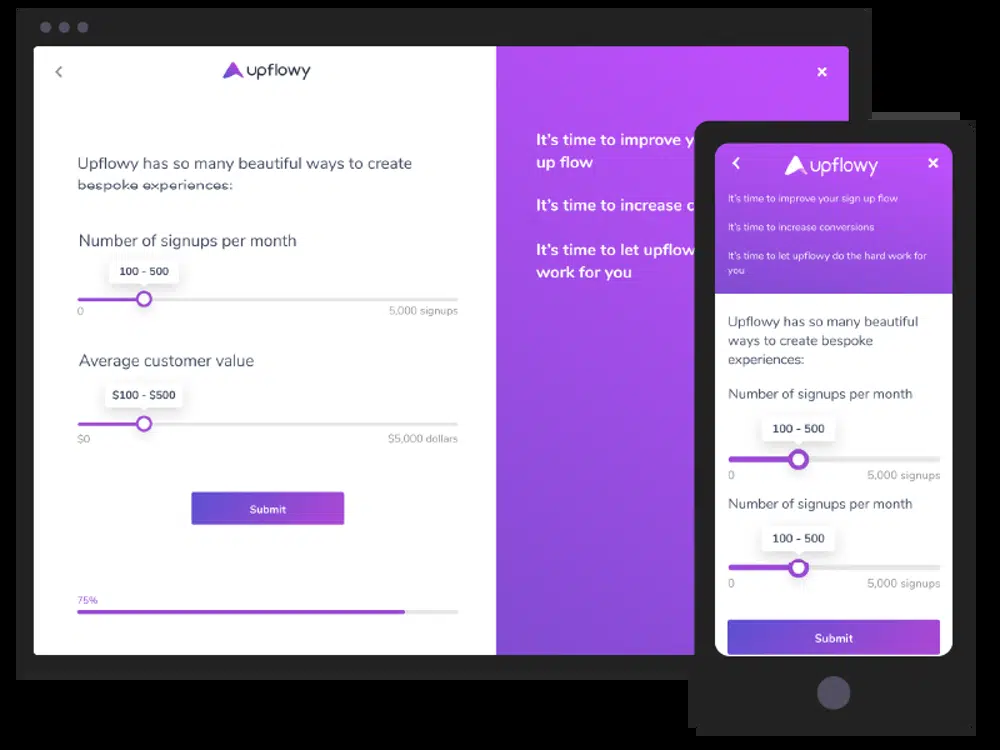 upflowy
Upflowy has so many beautiful ways to create
bespoke experiences:
Number of signups per month
100 - 500
0
5,000 signups
Average customer value
$100 - $500
$0
$5,000 dollars
Submit
75%
It's time to improve y
up flow
It's time to increase c
It's time to let upflow
work for you
upflowy
It's time to improve your sign up flow
It's time to increase conversions
It's time to let upflowy do the hard work for
you
Upflowy has so many beautiful
ways to create bespoke
experiences:
Number of signups per month
100 - 500
0
5,000 signups
Number of signups per month
100 - 500
0
5,000 signups
Submit